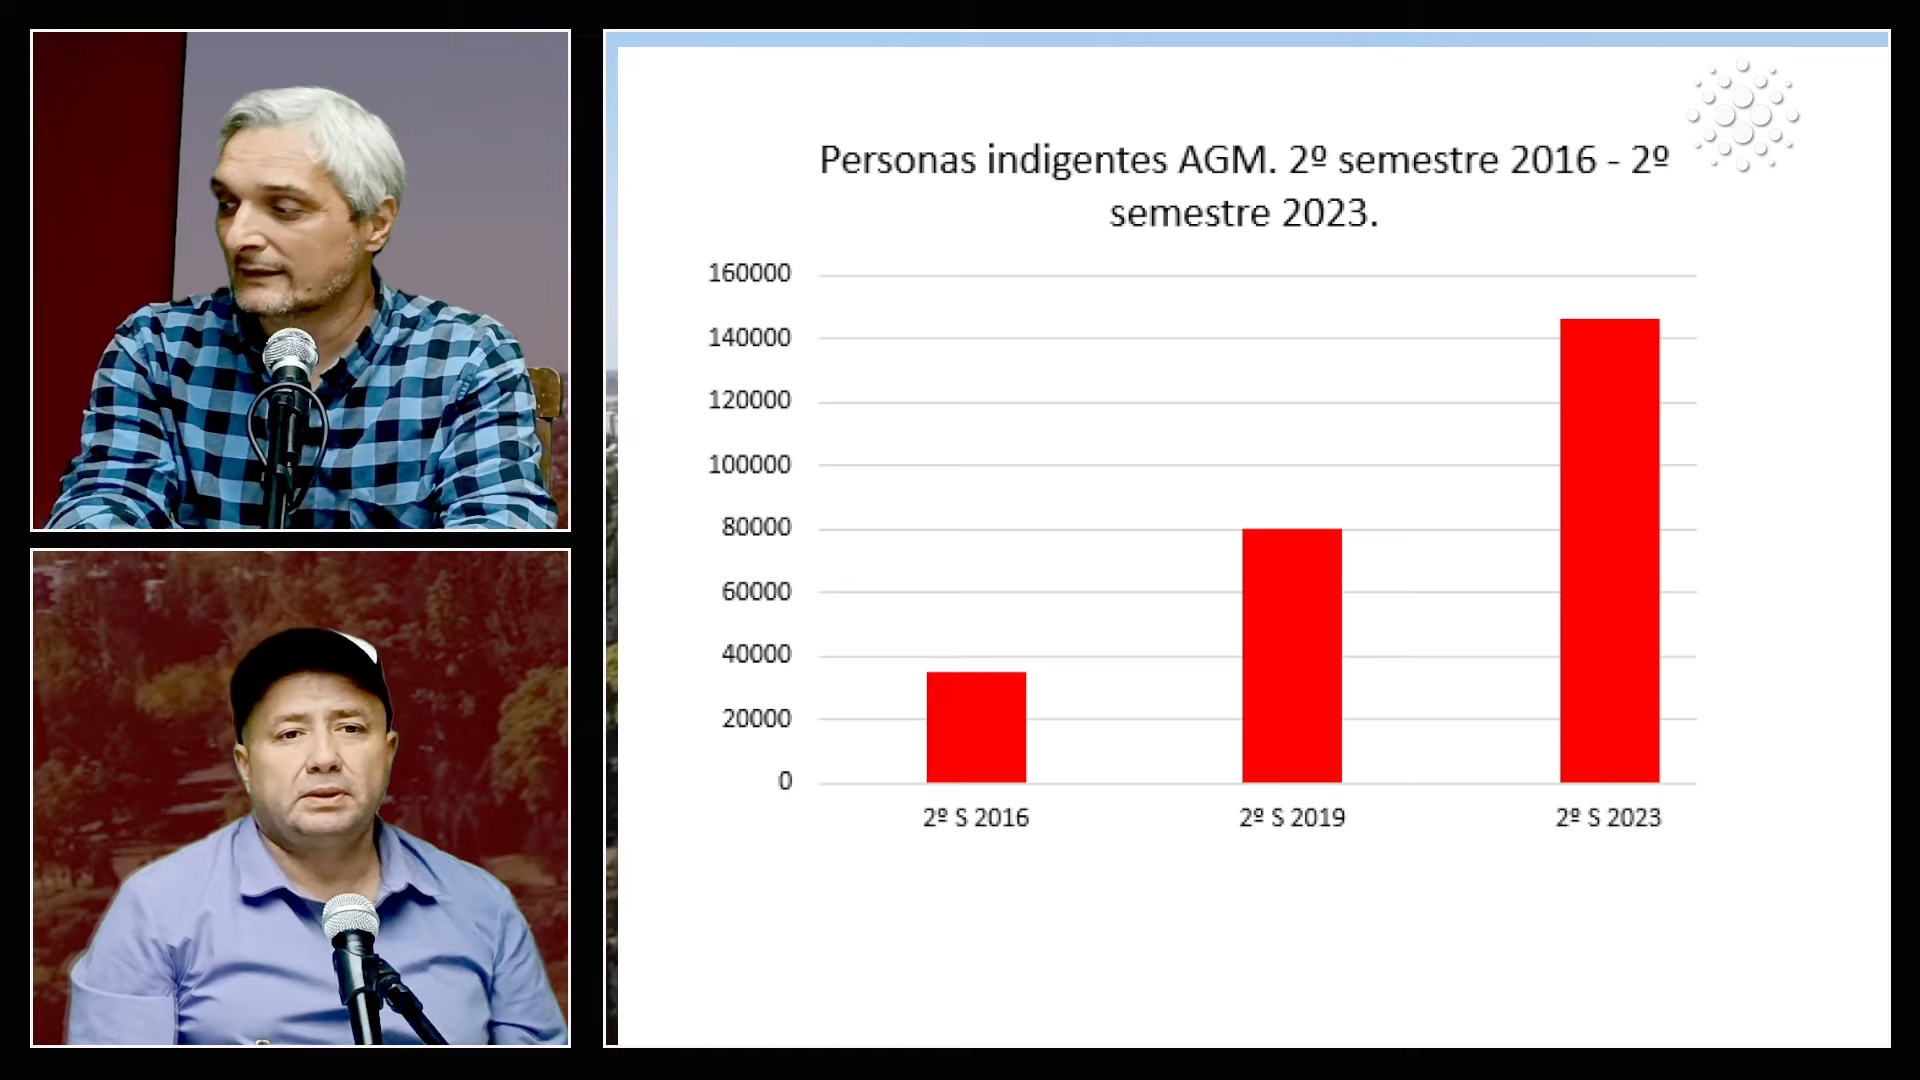 Personas indigentes AGM. 2º semestre 2016 - 2º
semestre 2023.
160000
140000
120000
100000
80000
60000
40000
20000
0
2º S 2016
2º S 2019
2º S 2023